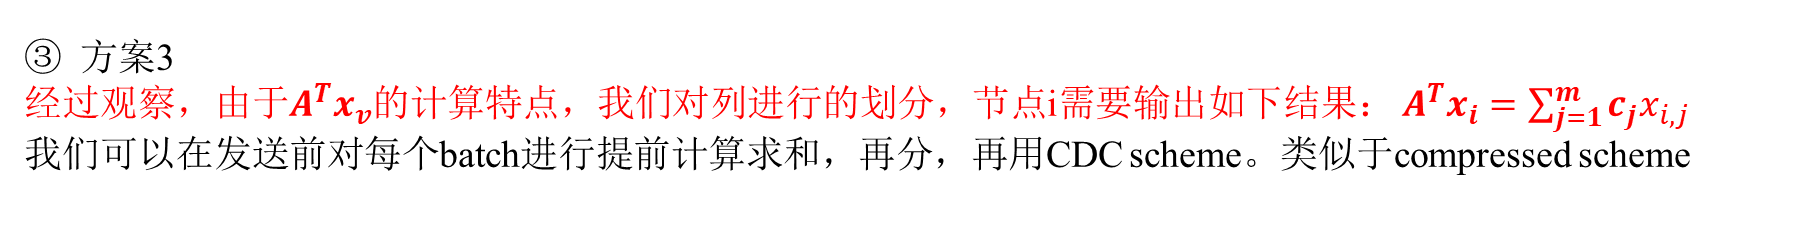 ③ 方案3
经过观察，由于𝑨ᵀ𝒙ᵥ的计算特点，我们对列进行的划分，节点i需要输出如下结果： 𝑨ᵀ𝒙ᵢ = ∑ᵐⱼ₌₁ 𝒄ⱼ𝑥ᵢ,ⱼ
我们可以在发送前对每个batch进行提前计算求和，再分，再用CDC scheme。类似于compressed scheme